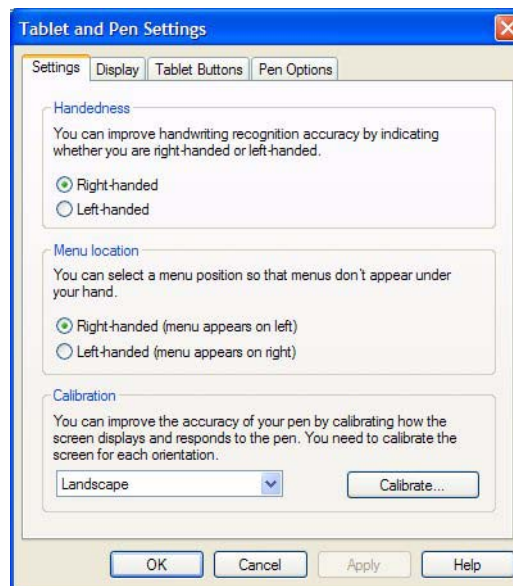 Tablet and Pen Settings
Settings Display Tablet Buttons Pen Options
Handedness
You can improve handwriting recognition accuracy by indicating
whether you are right-handed or left-handed.
Right-handed
Left-handed
Menu location
You can select a menu position so that menus don't appear under
your hand.
Right-handed (menu appears on left)
Left-handed (menu appears on right)
Calibration
You can improve the accuracy of your pen by calibrating how the
screen displays and responds to the pen. You need to calibrate the
screen for each orientation.
Landscape Calibrate...
OK Cancel Apply Help